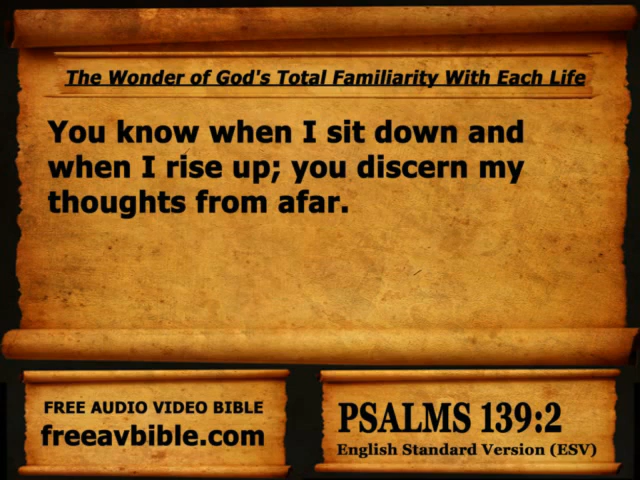 The Wonder of God's Total Familiarity With Each Life
You know when I sit down and
when I rise up; you discern my
thoughts from afar.
FREE AUDIO VIDEO BIBLE
freeavbible.com
PSALMS 139:2
English Standard Version (ESV)